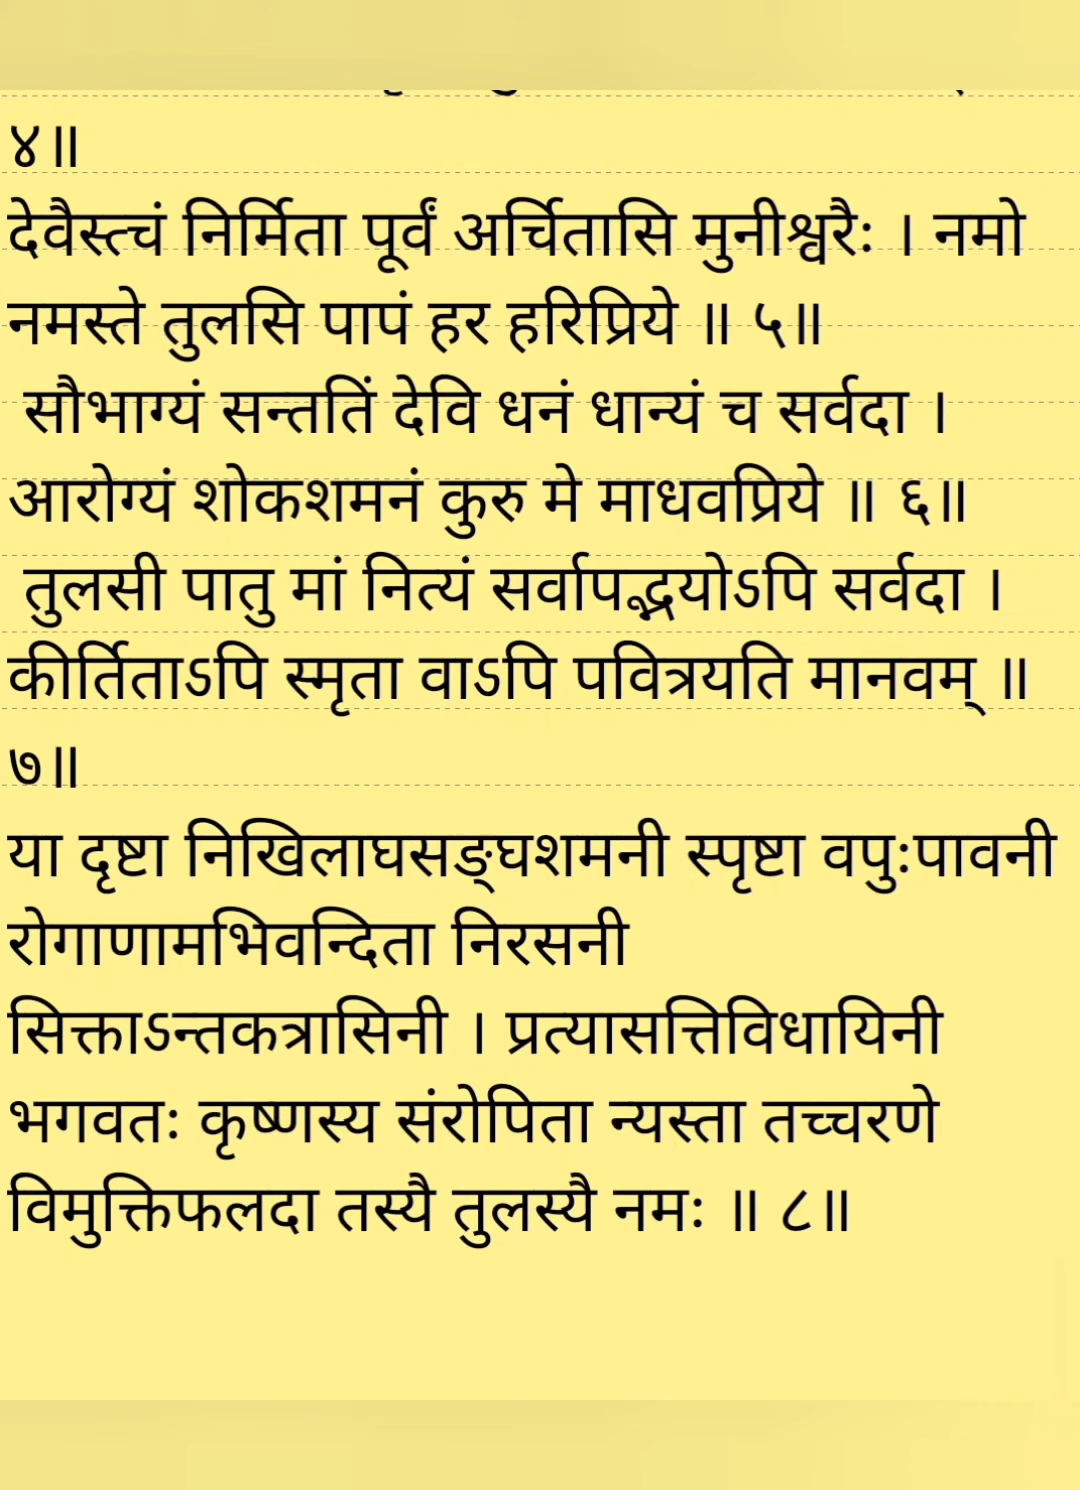 ४॥
देवैस्त्चं निर्मिता पूर्वं अर्चितासि मुनीश्वरैः । नमो
नमस्ते तुलसि पापं हर हरिप्रिये ॥ ५॥
सौभाग्यं सन्ततिं देवि धनं धान्यं च सर्वदा ।
आरोग्यं शोकशमनं कुरु मे माधवप्रिये ॥ ६॥
तुलसी पातु मां नित्यं सर्वापद्भयोऽपि सर्वदा ।
कीर्तिताऽपि स्मृता वाऽपि पवित्रयति मानवम् ॥
७॥
या दृष्टा निखिलाघसङ्घशमनी स्पृष्टा वपुःपावनी
रोगाणामभिवन्दिता निरसनी
सिक्ताऽन्तकत्रासिनी । प्रत्यासत्तिविधायिनी
भगवतः कृष्णस्य संरोपिता न्यस्ता तच्चरणे
विमुक्तिफलदा तस्यै तुलस्यै नमः ॥ ८॥